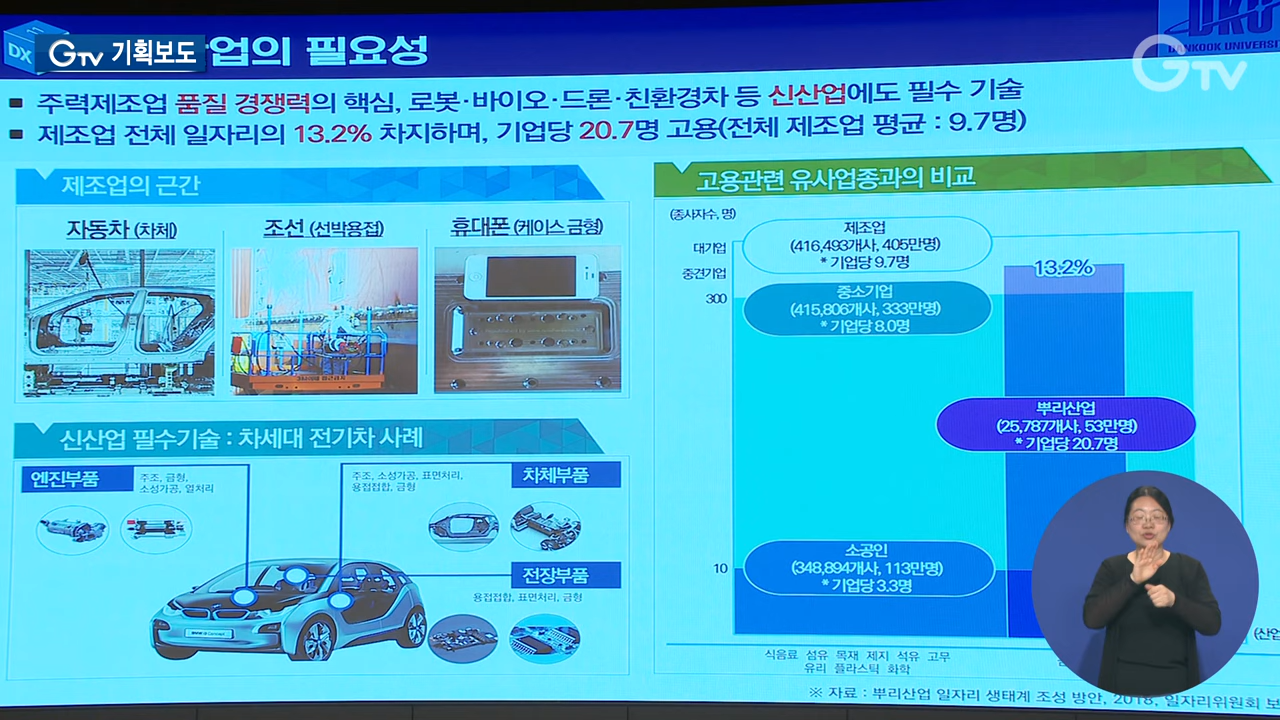 DX
GTV 기획보도
업의 필요성
DKU
DANKOOK UNIVERSIT
GTV
■ 주력제조업 품질 경쟁력의 핵심, 로봇·바이오·드론·친환경차 등 신산업에도 필수 기술
■ 제조업 전체 일자리의 13.2% 차지하며, 기업당 20.7명 고용(전체 제조업 평균 : 9.7명)
제조업의 근간
자동차 (차체)
조선 (선박용접)
휴대폰 (케이스 금형)
신산업 필수기술 : 차세대 전기차 사례
엔진부품
주조, 금형,
소성가공, 열처리
주조, 소성가공, 표면처리,
용접접합, 금형
차체부품
전장부품
용접접합, 표면처리, 금형
고용관련 유사업종과의 비교
(종사자수, 명)
대기업
중견기업
300
10
제조업
(416,493개사, 405만명)
* 기업당 9.7명
중소기업
(415,806개사, 333만명)
* 기업당 8.0명
13.2%
뿌리산업
(25,787개사, 53만명)
* 기업당 20.7명
소공인
(348,894개사, 113만명)
* 기업당 3.3명
(산업
식음료 섬유 목재 제지 석유 고무
유리 플라스틱 화학
※ 자료 : 뿌리산업 일자리 생태계 조성 방안, 2018, 일자리위원회 보